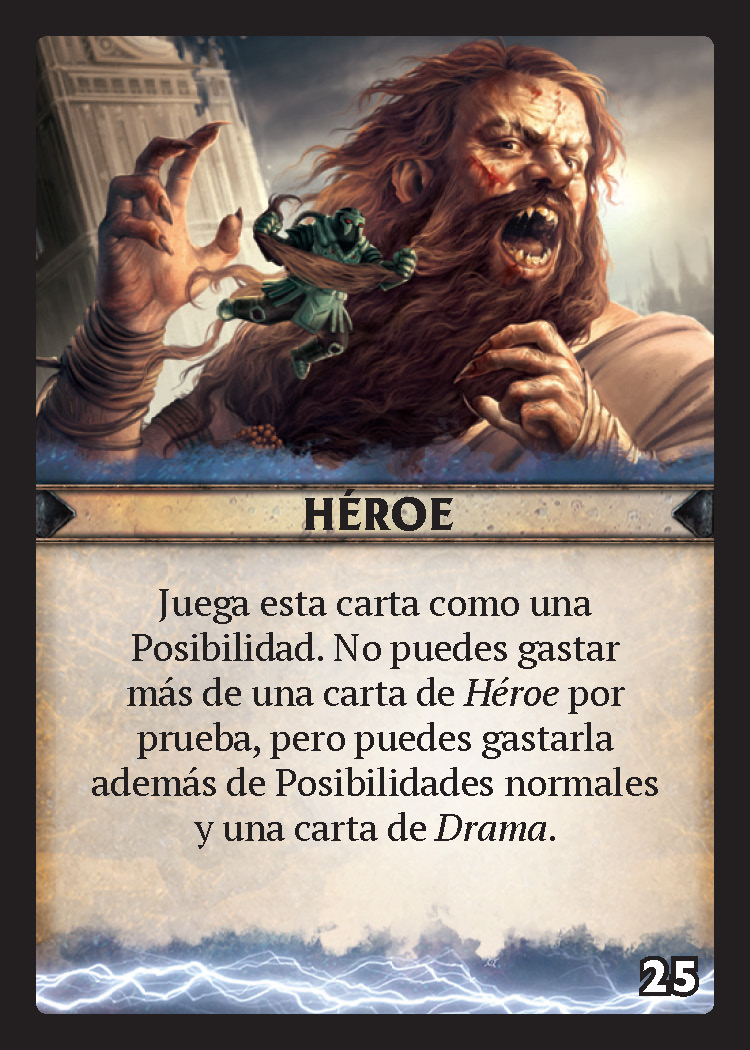 HÉROE
Juega esta carta como una
Posibilidad. No puedes gastar
más de una carta de Héroe por
prueba, pero puedes gastarla
además de Posibilidades normales
y una carta de Drama.
25